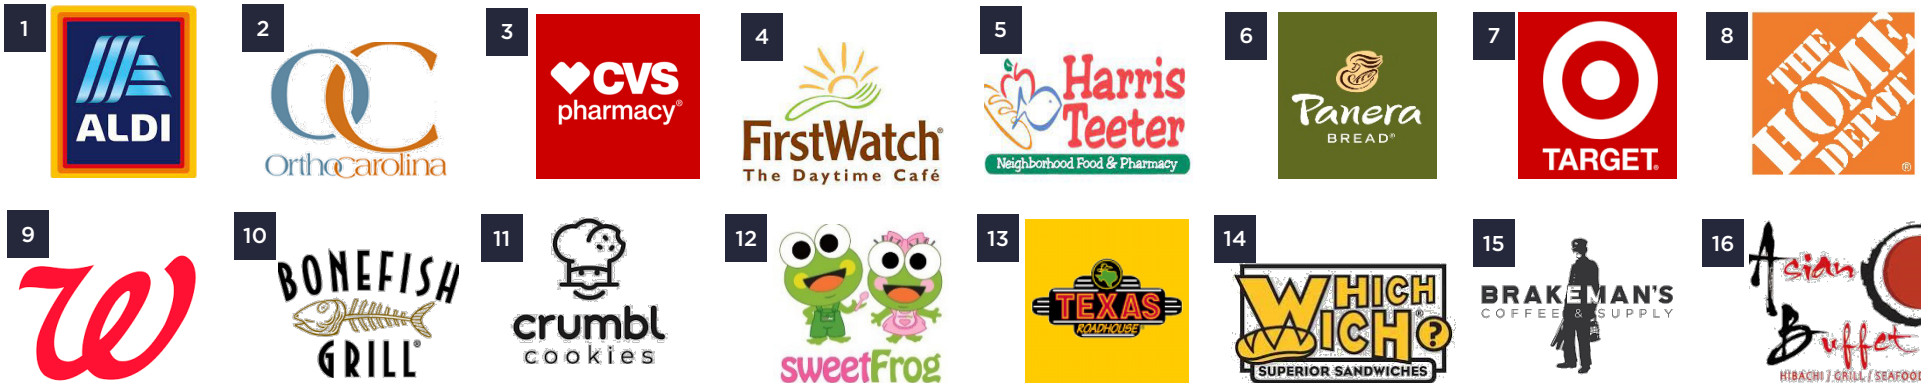 1
ALDI
2
OC
OrthoCarolina
3
CVS
pharmacy®
4
FirstWatch®
The Daytime Café
5
Harris
Teeter
Neighborhood Food & Pharmacy
6
Panera
BREAD®
7
TARGET®
8
THE
HOME
DEPOT
®
9
W
10
BONEFISH
GRILL®
11
crumbl
cookies
12
sweetFrog
13
TEXAS
ROADHOUSE
14
WHICH
WICH®?
SUPERIOR SANDWICHES
15
BRAKEMAN'S
COFFEE & SUPPLY
16
Asian
Buffet
HIBACHI / GRILL / SEAFOOD